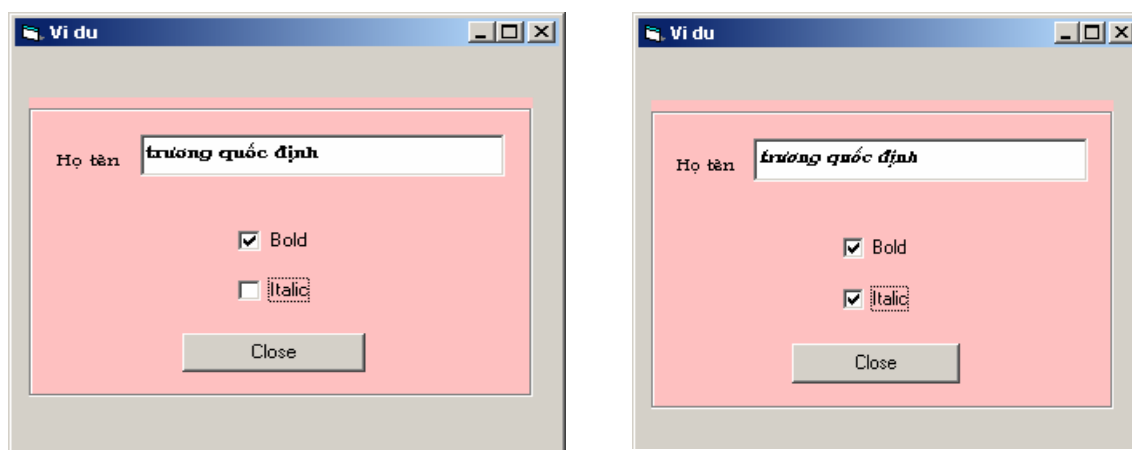 Vi du
Họ tên trương quốc định
Bold
Italic
Close
Vi du
Họ tên trương quốc định
Bold
Italic
Close